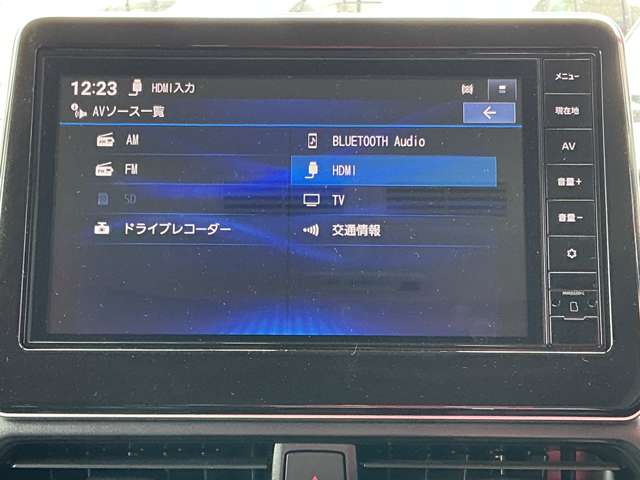 12:23 HDMI入力
AVソース一覧
AM
FM
SD
ドライブレコーダー
BLUETOOTH Audio
HDMI
TV
交通情報
メニュー
現在地
AV
音量+
音量−